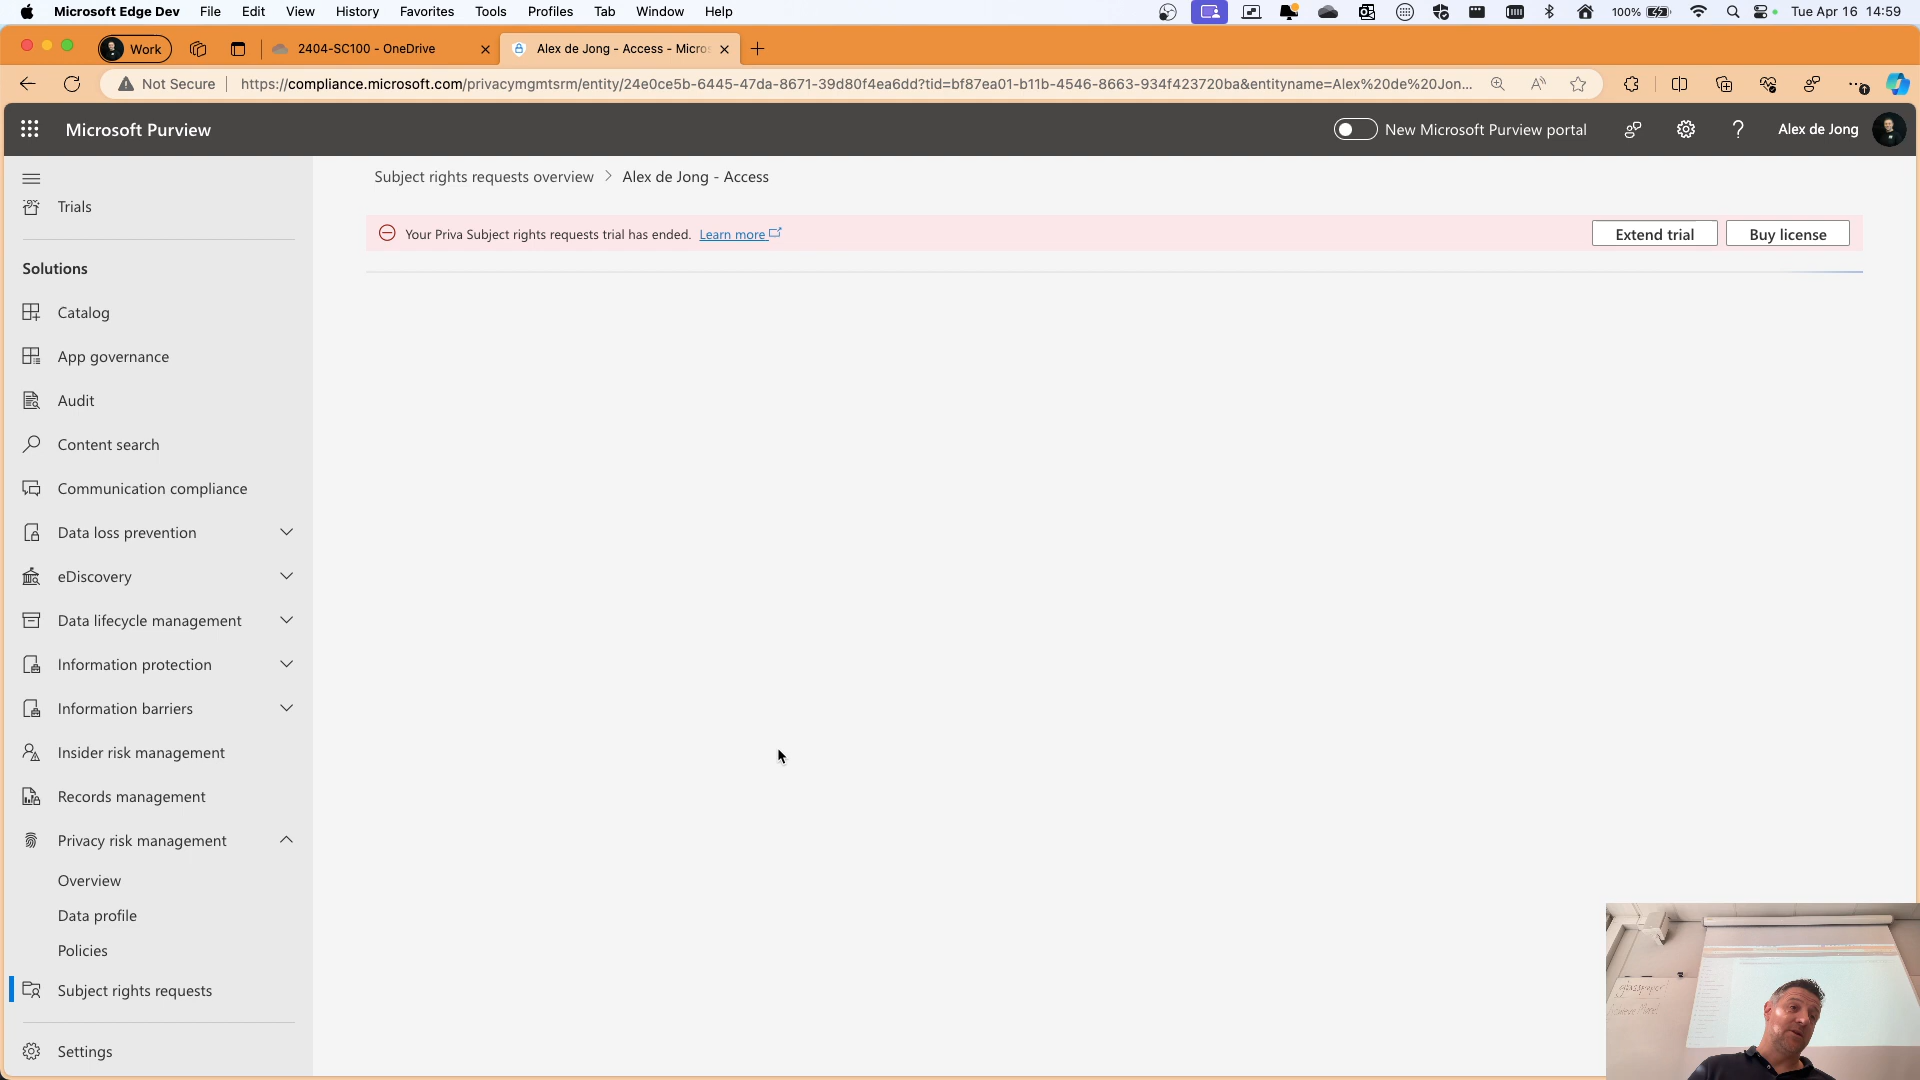 Microsoft Edge Dev File Edit View History Favorites Tools Profiles Tab Window Help 100% Tue Apr 16 14:59
Work 2404-SC100 - OneDrive Alex de Jong - Access - Micros
Not Secure https://compliance.microsoft.com/privacymgmtsrm/entity/24e0ce5b-6445-47da-8671-39d80f4ea6dd?tid=bf87ea01-b11b-4546-8663-934f423720ba&entityname=Alex%20de%20Jon...
Microsoft Purview New Microsoft Purview portal ? Alex de Jong
Subject rights requests overview > Alex de Jong - Access
Your Priva Subject rights requests trial has ended. Learn more Extend trial Buy license
Trials
Solutions
Catalog
App governance
Audit
Content search
Communication compliance
Data loss prevention
eDiscovery
Data lifecycle management
Information protection
Information barriers
Insider risk management
Records management
Privacy risk management
Overview
Data profile
Policies
Subject rights requests
Settings